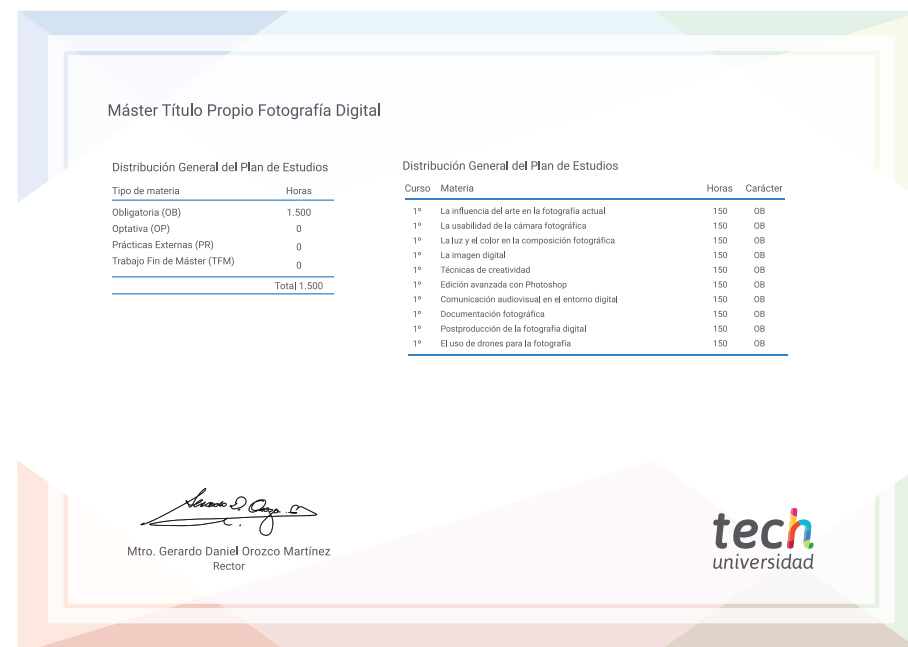 Máster Título Propio Fotografía Digital
Distribución General del Plan de Estudios
Tipo de materia Horas
Obligatoria (OB) 1.500
Optativa (OP) 0
Prácticas Externas (PR) 0
Trabajo Fin de Máster (TFM) 0
Total 1.500
Distribución General del Plan de Estudios
Curso Materia Horas Carácter
1º La influencia del arte en la fotografía actual 150 OB
1º La usabilidad de la cámara fotográfica 150 OB
1º La luz y el color en la composición fotográfica 150 OB
1º La imagen digital 150 OB
1º Técnicas de creatividad 150 OB
1º Edición avanzada con Photoshop 150 OB
1º Comunicación audiovisual en el entorno digital 150 OB
1º Documentación fotográfica 150 OB
1º Postproducción de la fotografia digital 150 OB
1º El uso de drones para la fotografía 150 OB
Mtro. Gerardo Daniel Orozco Martínez
Rector
tech
universidad